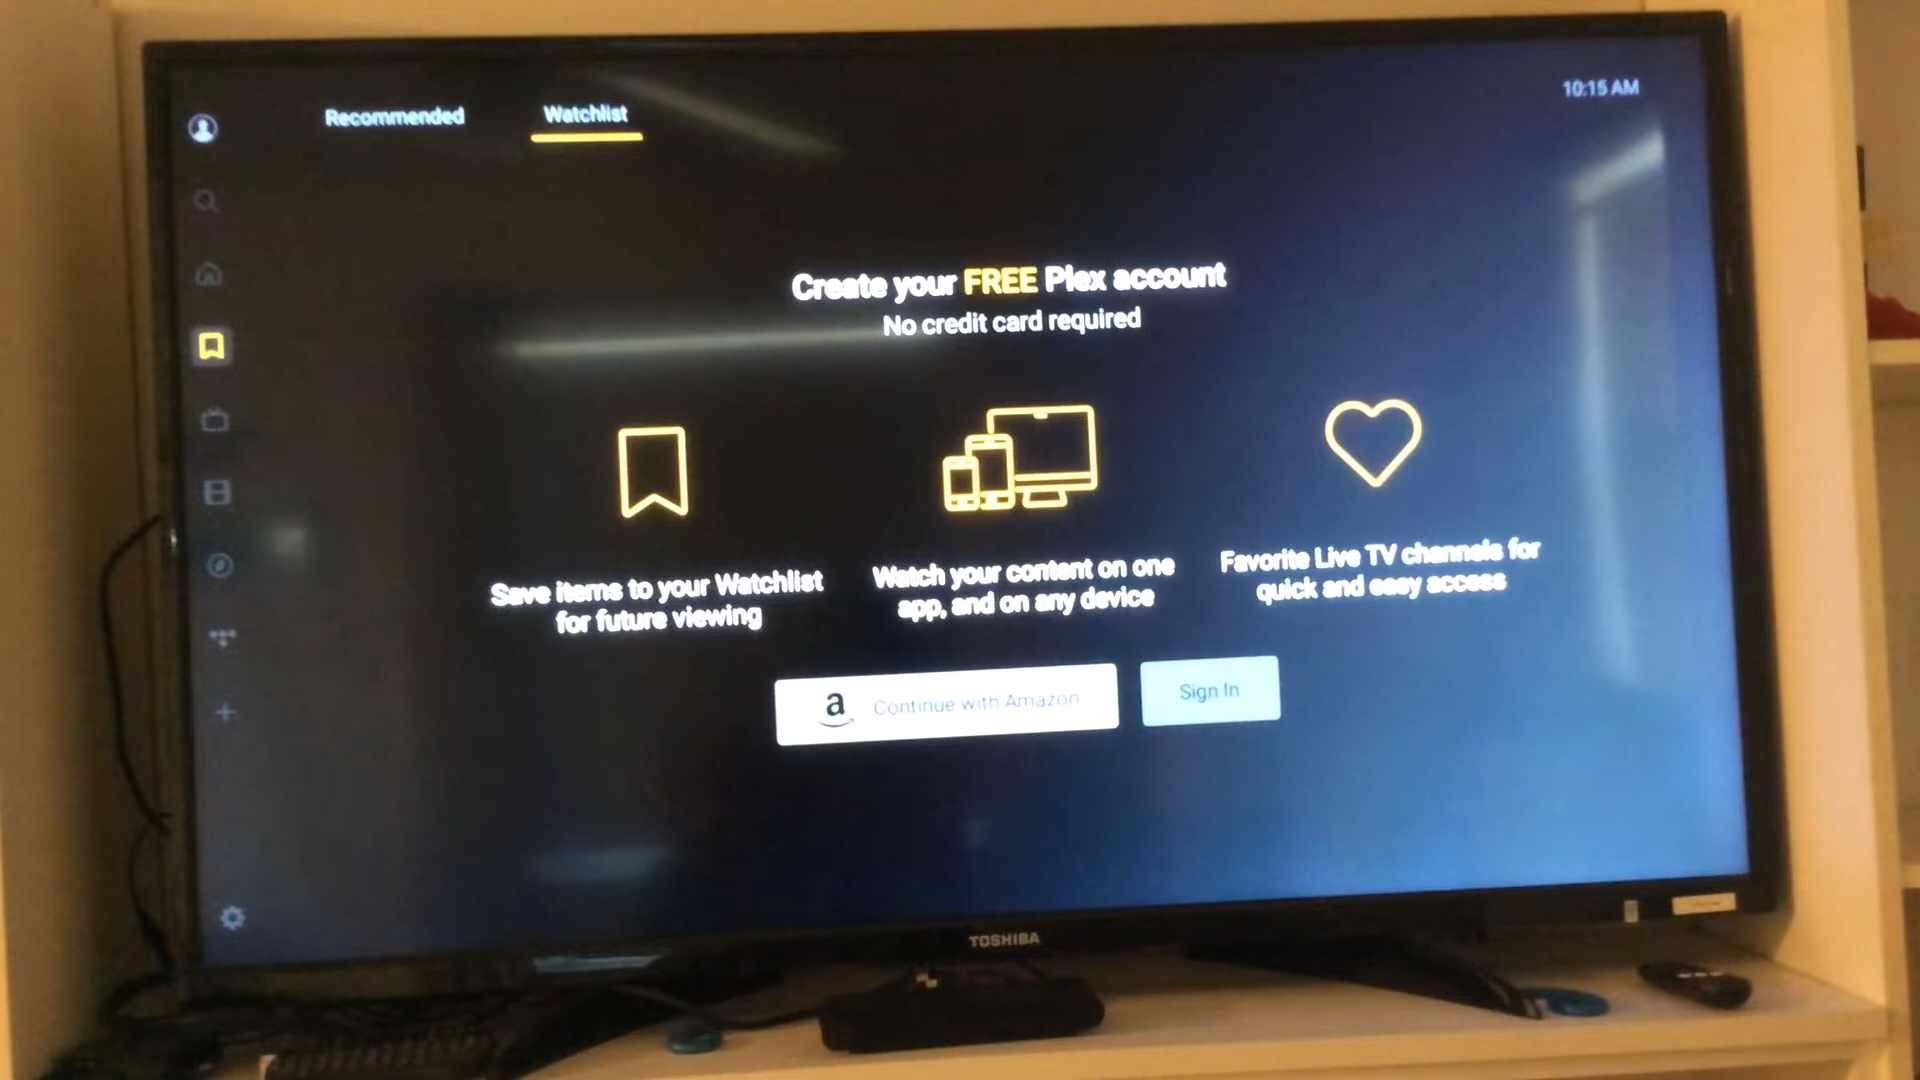 Recommended
Watchlist
10:15 AM
Create your FREE Plex account
No credit card required
Save items to your Watchlist
for future viewing
Watch your content on one
app, and on any device
Favorite Live TV channels for
quick and easy access
a Continue with Amazon
Sign In
TOSHIBA